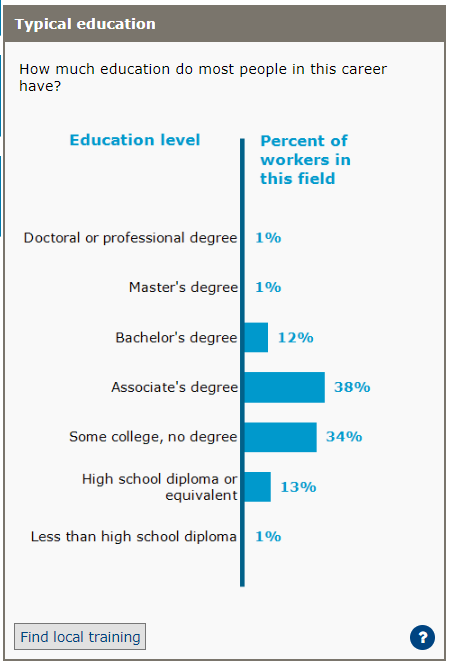 Typical education
How much education do most people in this career
have?
Education level
Percent of
workers in
this field
Doctoral or professional degree 1%
Master's degree 1%
Bachelor's degree 12%
Associate's degree 38%
Some college, no degree 34%
High school diploma or
equivalent 13%
Less than high school diploma 1%
Find local training
?